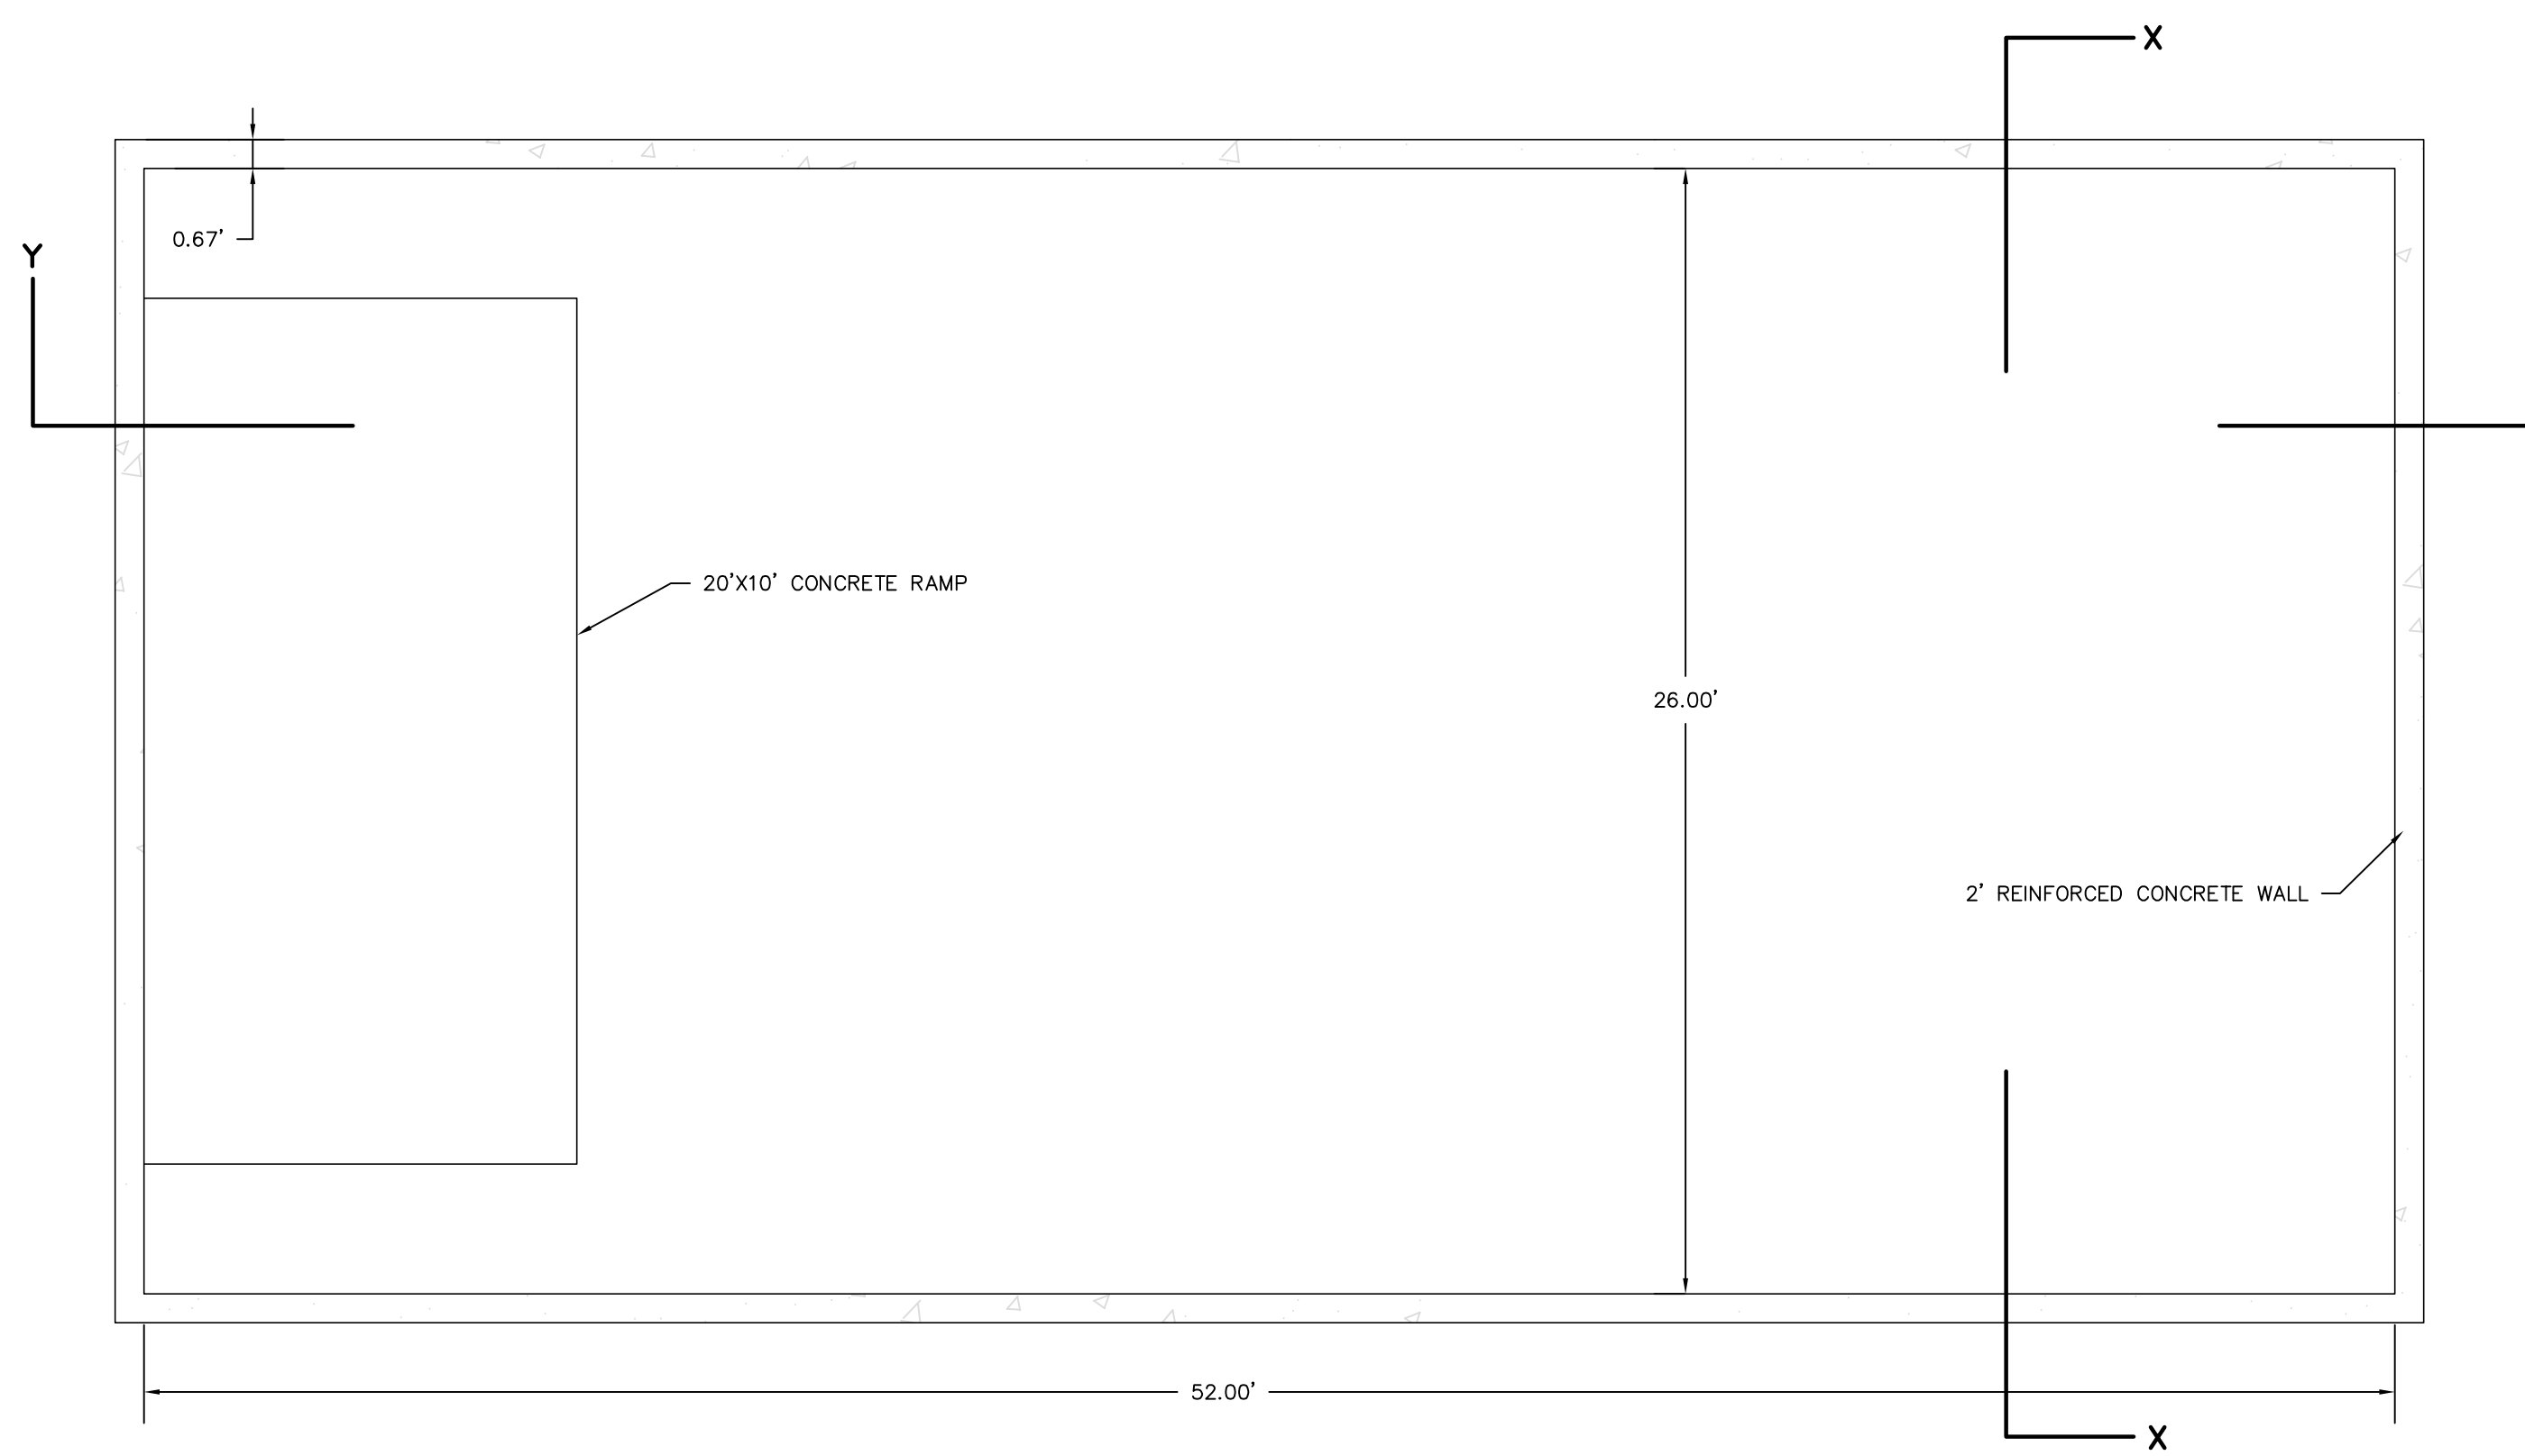 X
0.67'
Y
20'X10' CONCRETE RAMP
26.00'
2' REINFORCED CONCRETE WALL
52.00'
X